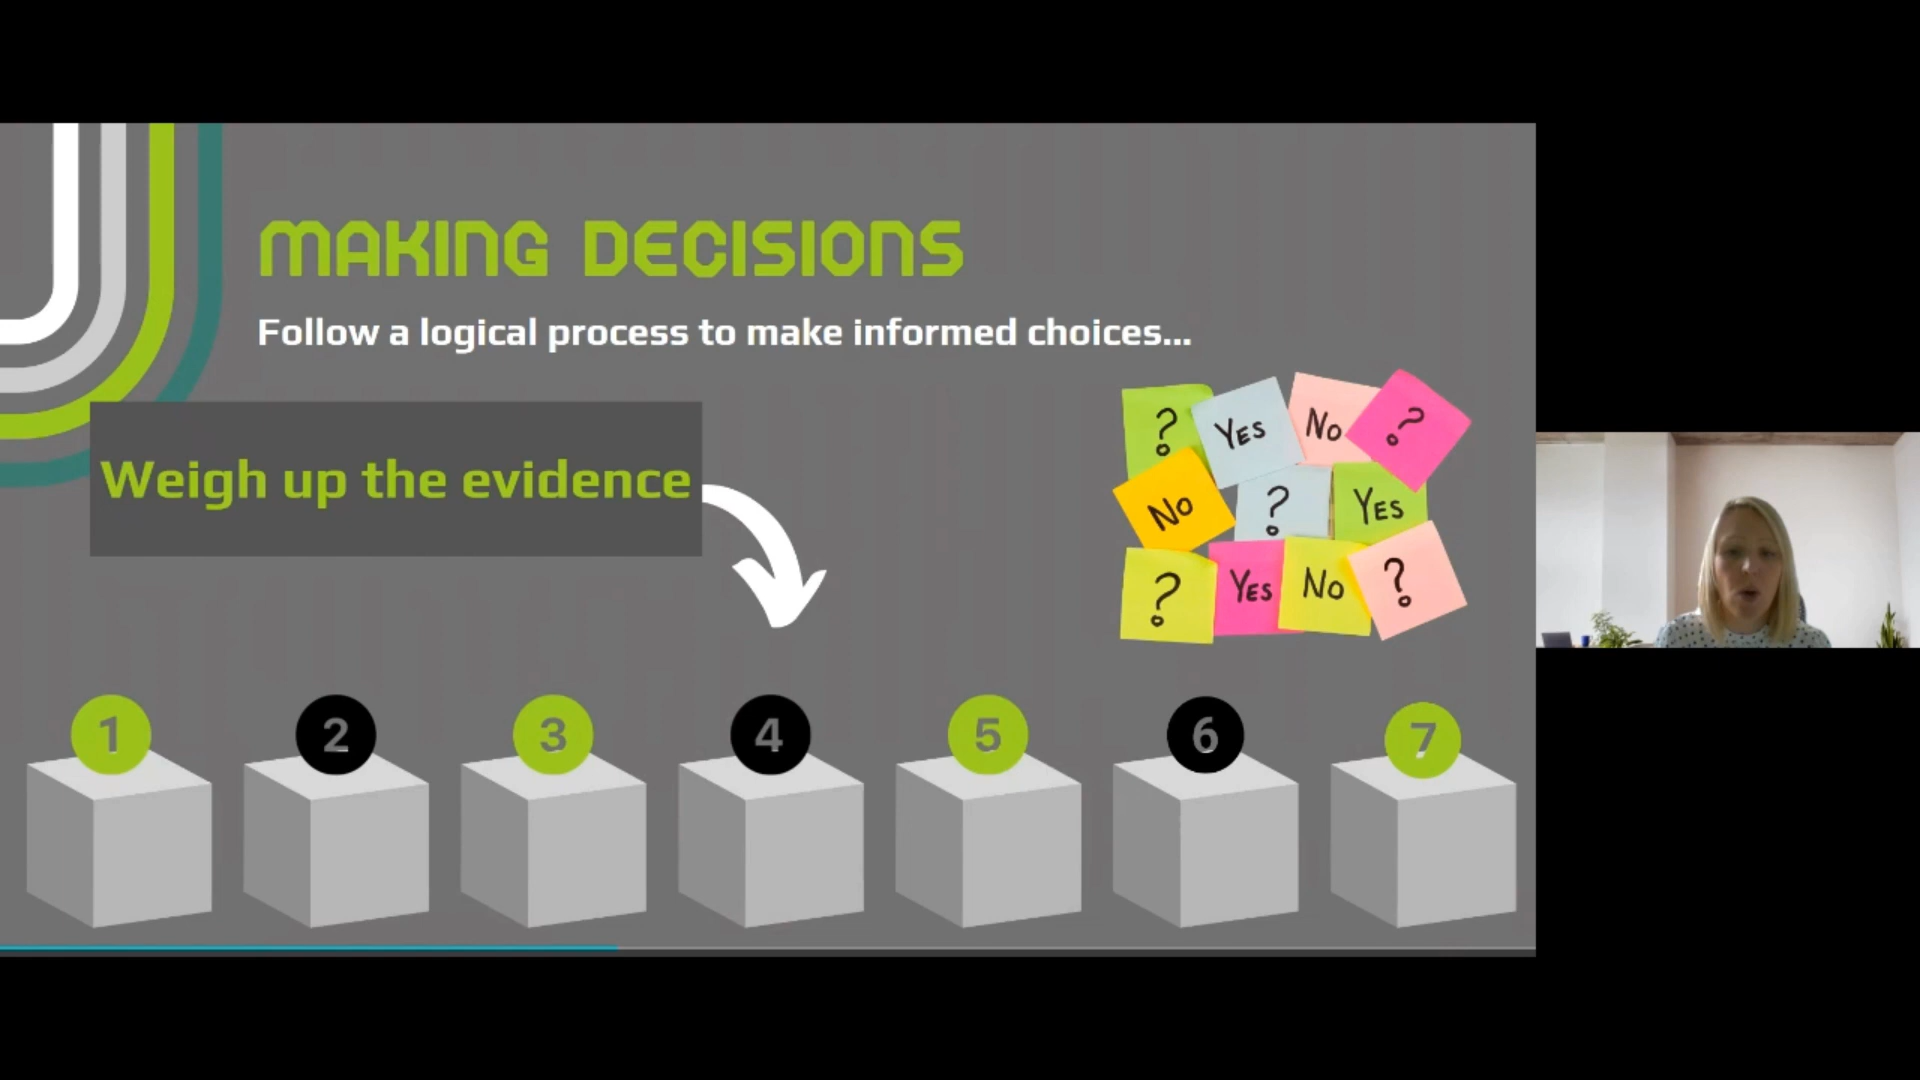 MAKING DECISIONS
Follow a logical process to make informed choices...
Weigh up the evidence
? Yes No ?
No ? Yes
? Yes No ?
1 2 3 4 5 6 7